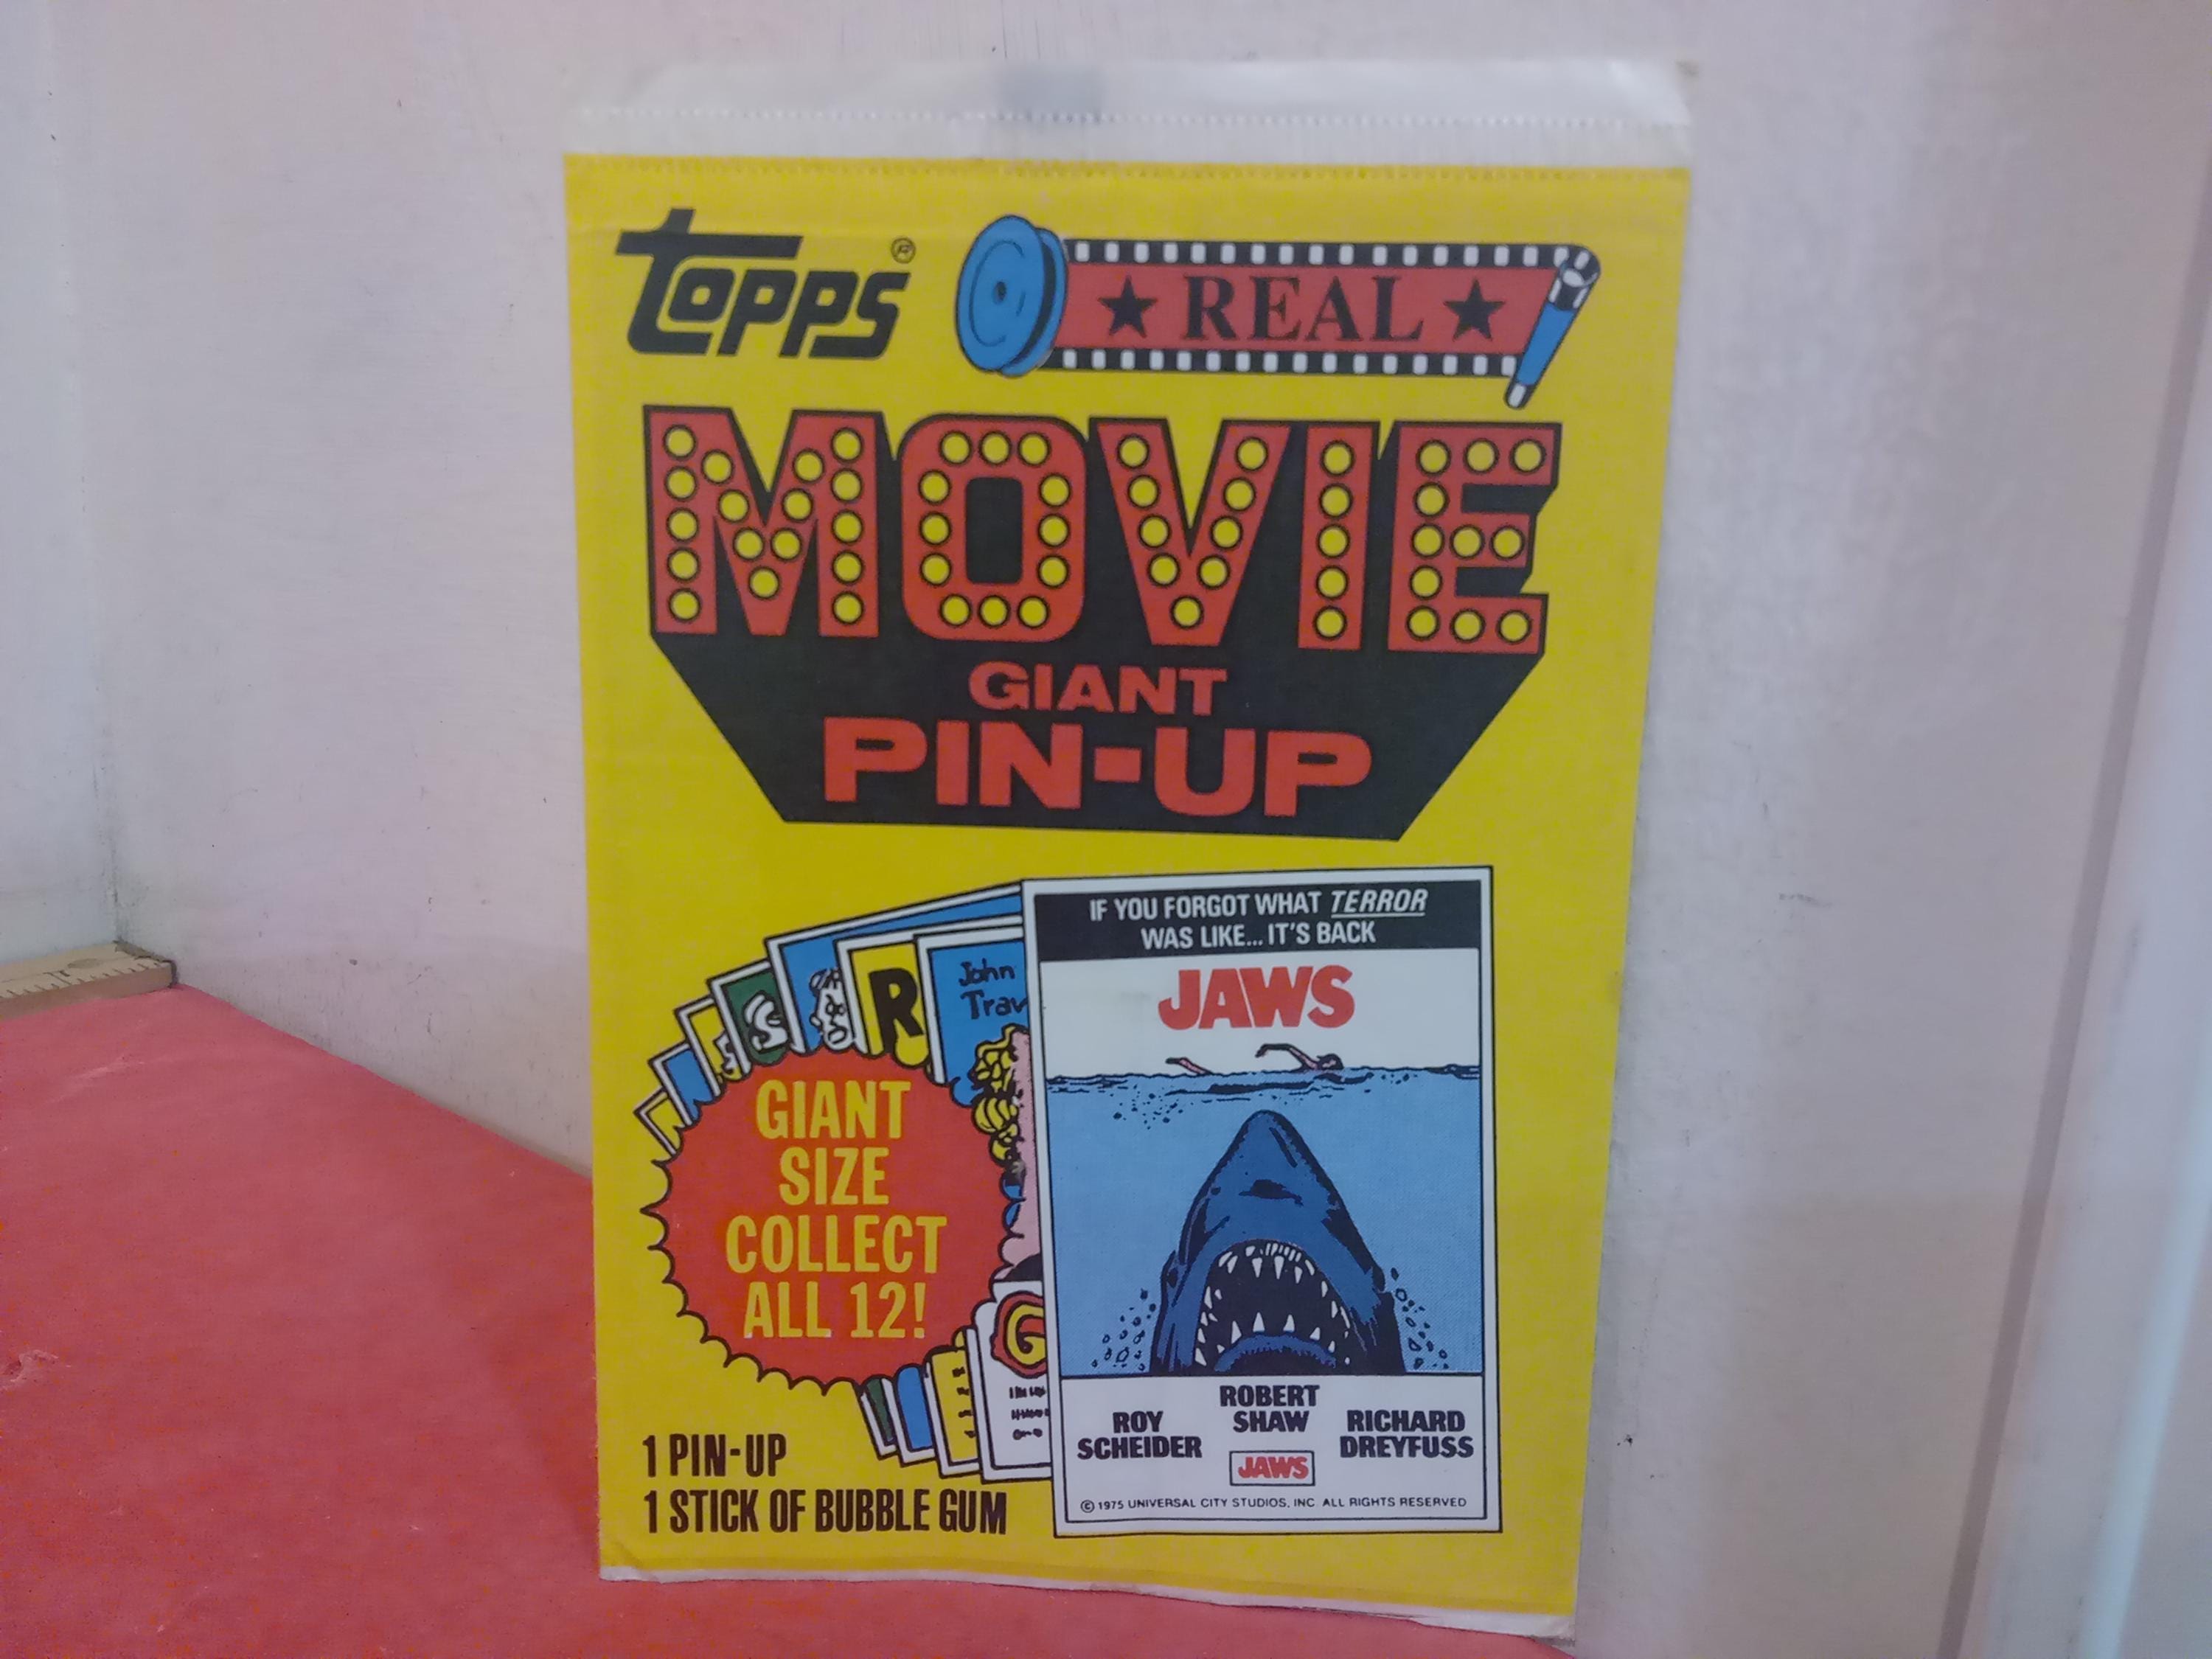 TOPPS®
REAL
MOVIE
GIANT
PIN-UP
IF YOU FORGOT WHAT TERROR
WAS LIKE... IT'S BACK
JAWS
S
R
John
Trav
GIANT
SIZE
COLLECT
ALL 12!
G
ROY
SCHEIDER
ROBERT
SHAW
RICHARD
DREYFUSS
JAWS
© 1975 UNIVERSAL CITY STUDIOS, INC. ALL RIGHTS RESERVED
1 PIN-UP
1 STICK OF BUBBLE GUM